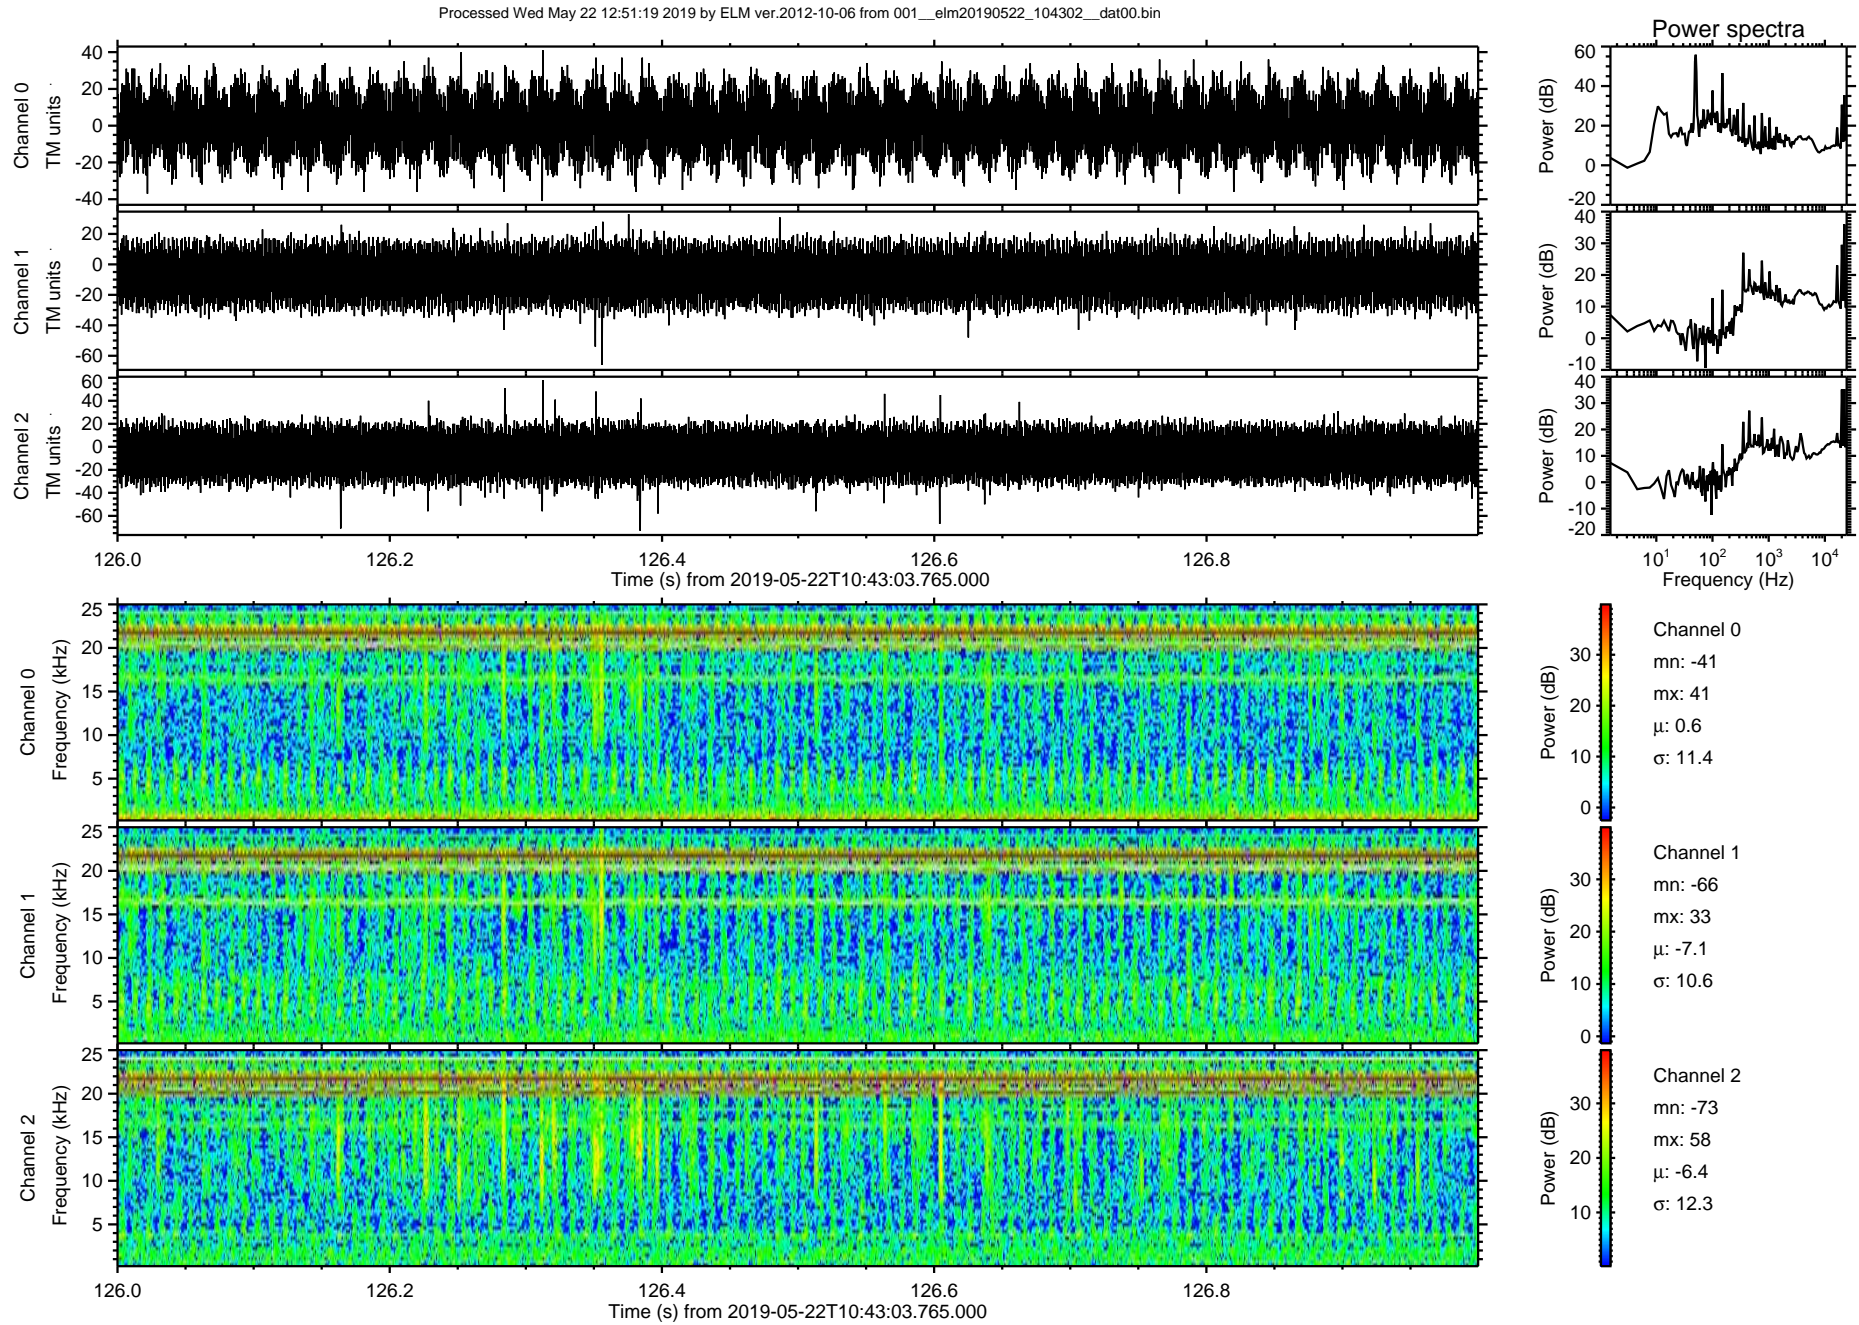 Processed Wed May 22 12:51:19 2019 by ELM ver.2012-10-06 from 001__elm20190522_104302__dat00.bin
Power spectra
Channel 0
TM units
40
20
0
-20
-40
Power (dB)
60
40
20
0
-20
Channel 1
TM units
20
0
-20
-40
-60
Power (dB)
40
30
20
10
0
-10
Channel 2
TM units
60
40
20
0
-20
-40
-60
Power (dB)
40
30
20
10
0
-10
-20
126.0 126.2 126.4 126.6 126.8
Time (s) from 2019-05-22T10:43:03.765.000
10¹ 10² 10³ 10⁴
Frequency (Hz)
Channel 0
Frequency (kHz)
25
20
15
10
5
Power (dB)
30
20
10
0
Channel 0
mn: -41
mx: 41
μ: 0.6
σ: 11.4
Channel 1
Frequency (kHz)
25
20
15
10
5
Power (dB)
30
20
10
0
Channel 1
mn: -66
mx: 33
μ: -7.1
σ: 10.6
Channel 2
Frequency (kHz)
25
20
15
10
5
Power (dB)
30
20
10
Channel 2
mn: -73
mx: 58
μ: -6.4
σ: 12.3
126.0 126.2 126.4 126.6 126.8
Time (s) from 2019-05-22T10:43:03.765.000